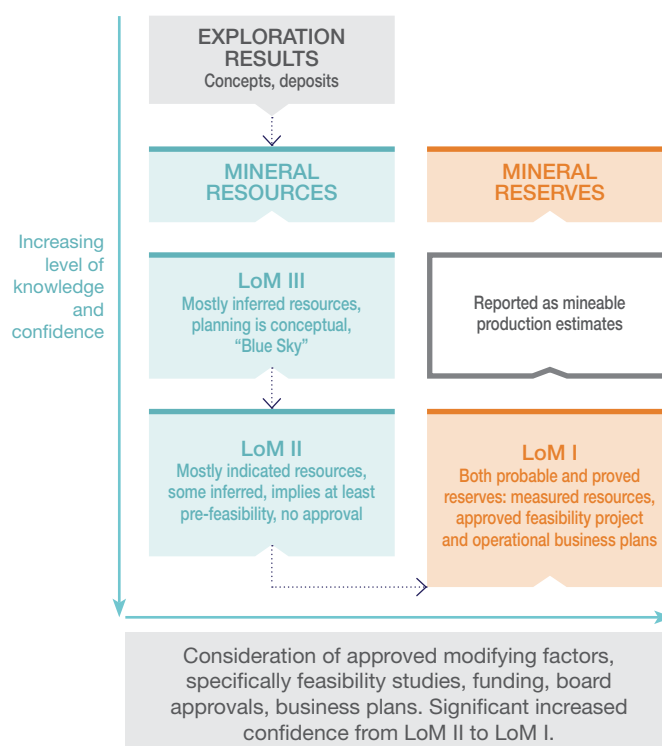 EXPLORATION
RESULTS
Concepts, deposits
MINERAL
RESOURCES
MINERAL
RESERVES
Increasing
level of
knowledge
and
confidence
LoM III
Mostly inferred resources,
planning is conceptual,
“Blue Sky”
Reported as mineable
production estimates
LoM II
Mostly indicated resources,
some inferred, implies at least
pre-feasibility, no approval
LoM I
Both probable and proved
reserves: measured resources,
approved feasibility project
and operational business plans
Consideration of approved modifying factors,
specifically feasibility studies, funding, board
approvals, business plans. Significant increased
confidence from LoM II to LoM I.